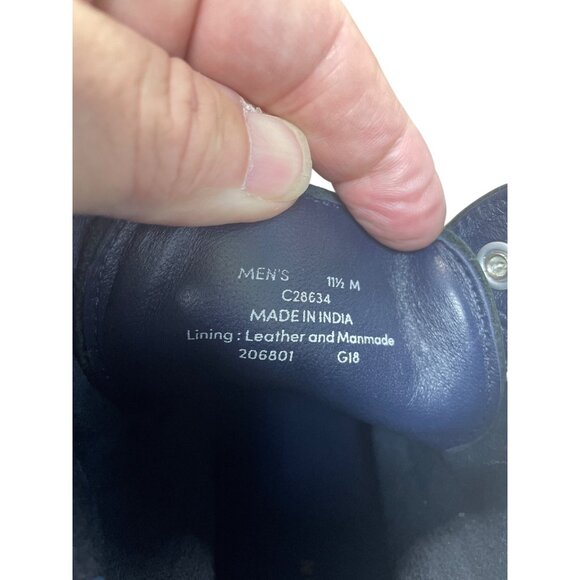 MEN'S 11½ M
C28634
MADE IN INDIA
Lining : Leather and Manmade
206801 G18